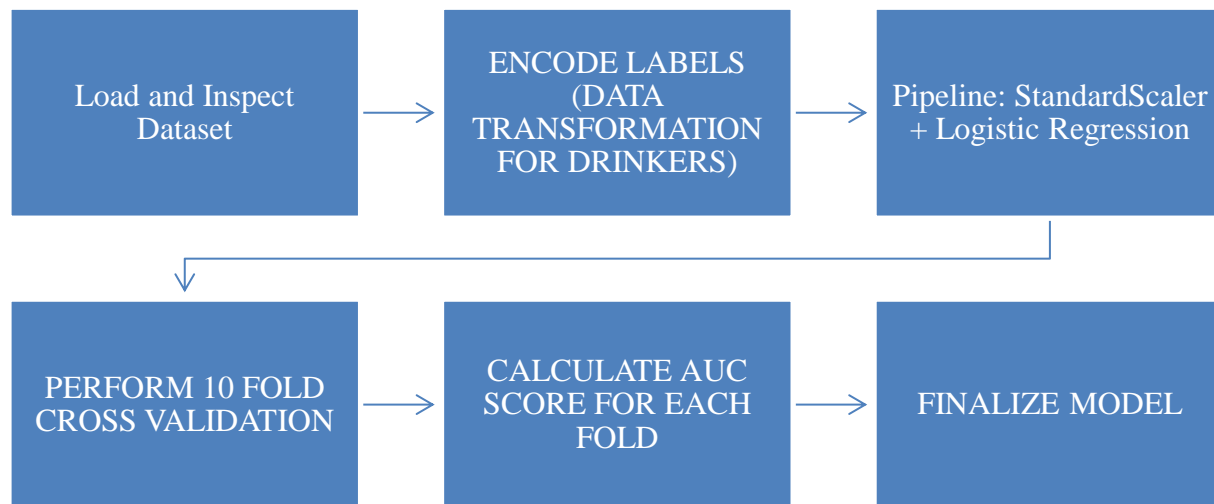 Load and Inspect
Dataset
ENCODE LABELS
(DATA
TRANSFORMATION
FOR DRINKERS)
Pipeline: StandardScaler
+ Logistic Regression
PERFORM 10 FOLD
CROSS VALIDATION
CALCULATE AUC
SCORE FOR EACH
FOLD
FINALIZE MODEL